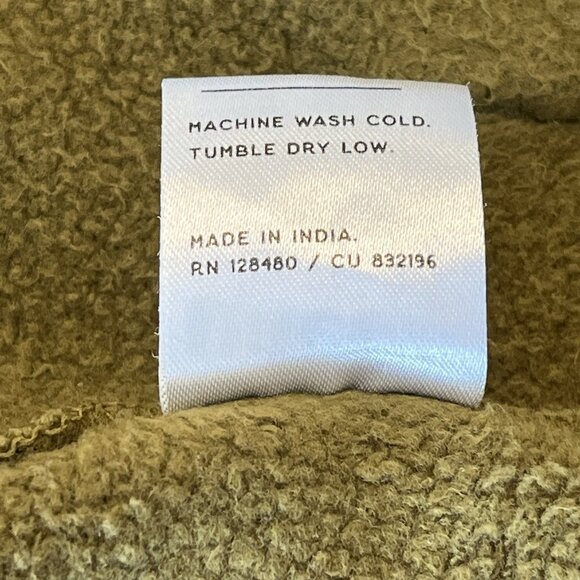 MACHINE WASH COLD.
TUMBLE DRY LOW.
MADE IN INDIA.
RN 128480 / CU 832196